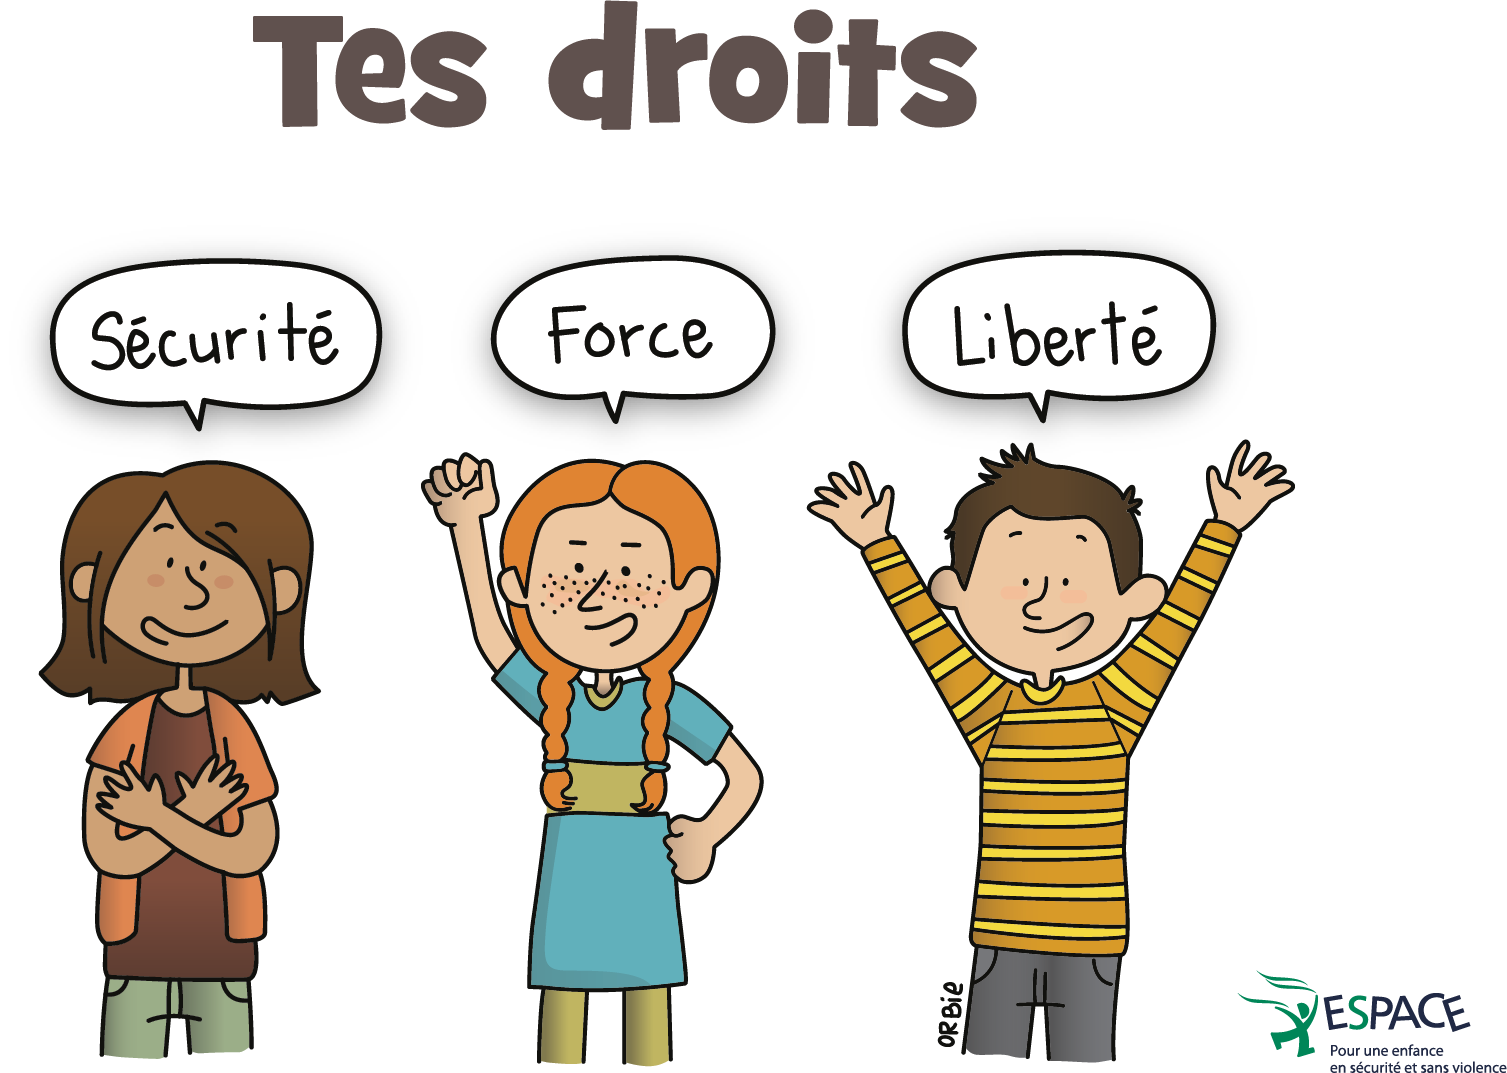 Tes droits
Sécurité
Force
Liberté
ORBiE
ESPACE
Pour une enfance
en sécurité et sans violence